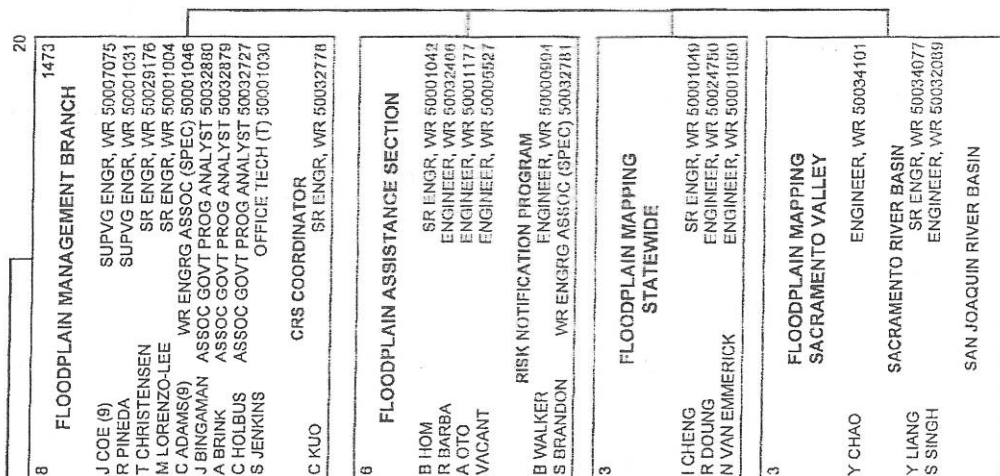 20
8 1473
FLOODPLAIN MANAGEMENT BRANCH
J COE (9) SUPVG ENGR, WR 50007075
R PINEDA SUPVG ENGR, WR 50001031
T CHRISTENSEN SR ENGR, WR 50029176
M LORENZO-LEE SR ENGR, WR 50001004
C ADAMS(9) WR ENGRG ASSOC (SPEC) 50001046
J BINGAMAN ASSOC GOVT PROG ANALYST 50032880
A BRINK ASSOC GOVT PROG ANALYST 50032879
C HOLBUS ASSOC GOVT PROG ANALYST 50032727
S JENKINS OFFICE TECH (T) 50001030
CRS COORDINATOR
C KUO SR ENGR, WR 50032778
6
FLOODPLAIN ASSISTANCE SECTION
B HOM SR ENGR, WR 50001042
R BARBA ENGINEER, WR 50032406
A OTO ENGINEER, WR 50001177
VACANT ENGINEER, WR 50006527
RISK NOTIFICATION PROGRAM
B WALKER ENGINEER, WR 50000994
S BRANDON WR ENGRG ASSOC (SPEC) 50032781
3
FLOODPLAIN MAPPING
STATEWIDE
I CHENG SR ENGR, WR 50001049
R DOUNG ENGINEER, WR 50024750
N VAN EMMERICK ENGINEER, WR 50001050
3
FLOODPLAIN MAPPING
SACRAMENTO VALLEY
Y CHAO ENGINEER, WR 50034101
SACRAMENTO RIVER BASIN
Y LIANG SR ENGR, WR 50034077
S SINGH ENGINEER, WR 50032089
SAN JOAQUIN RIVER BASIN